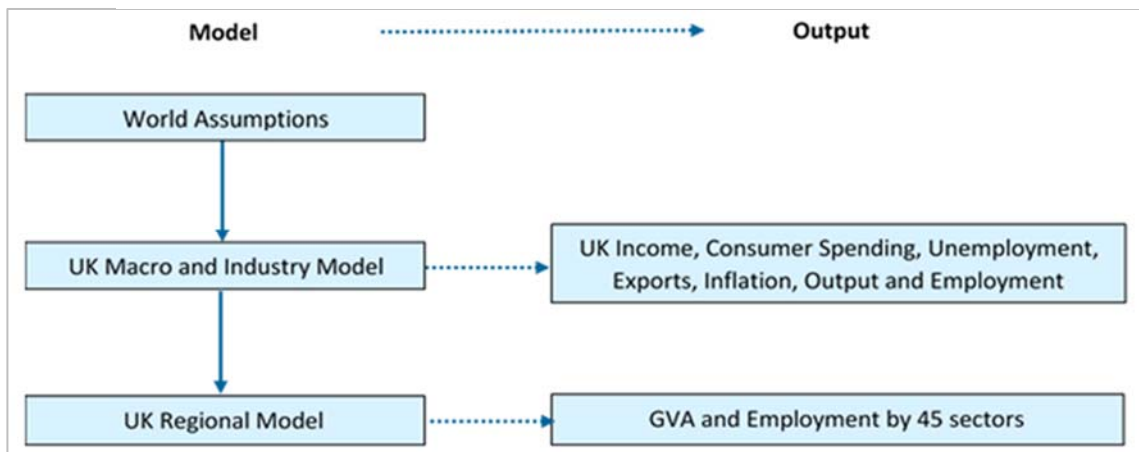 Model
Output
World Assumptions
UK Macro and Industry Model
UK Income, Consumer Spending, Unemployment,
Exports, Inflation, Output and Employment
UK Regional Model
GVA and Employment by 45 sectors